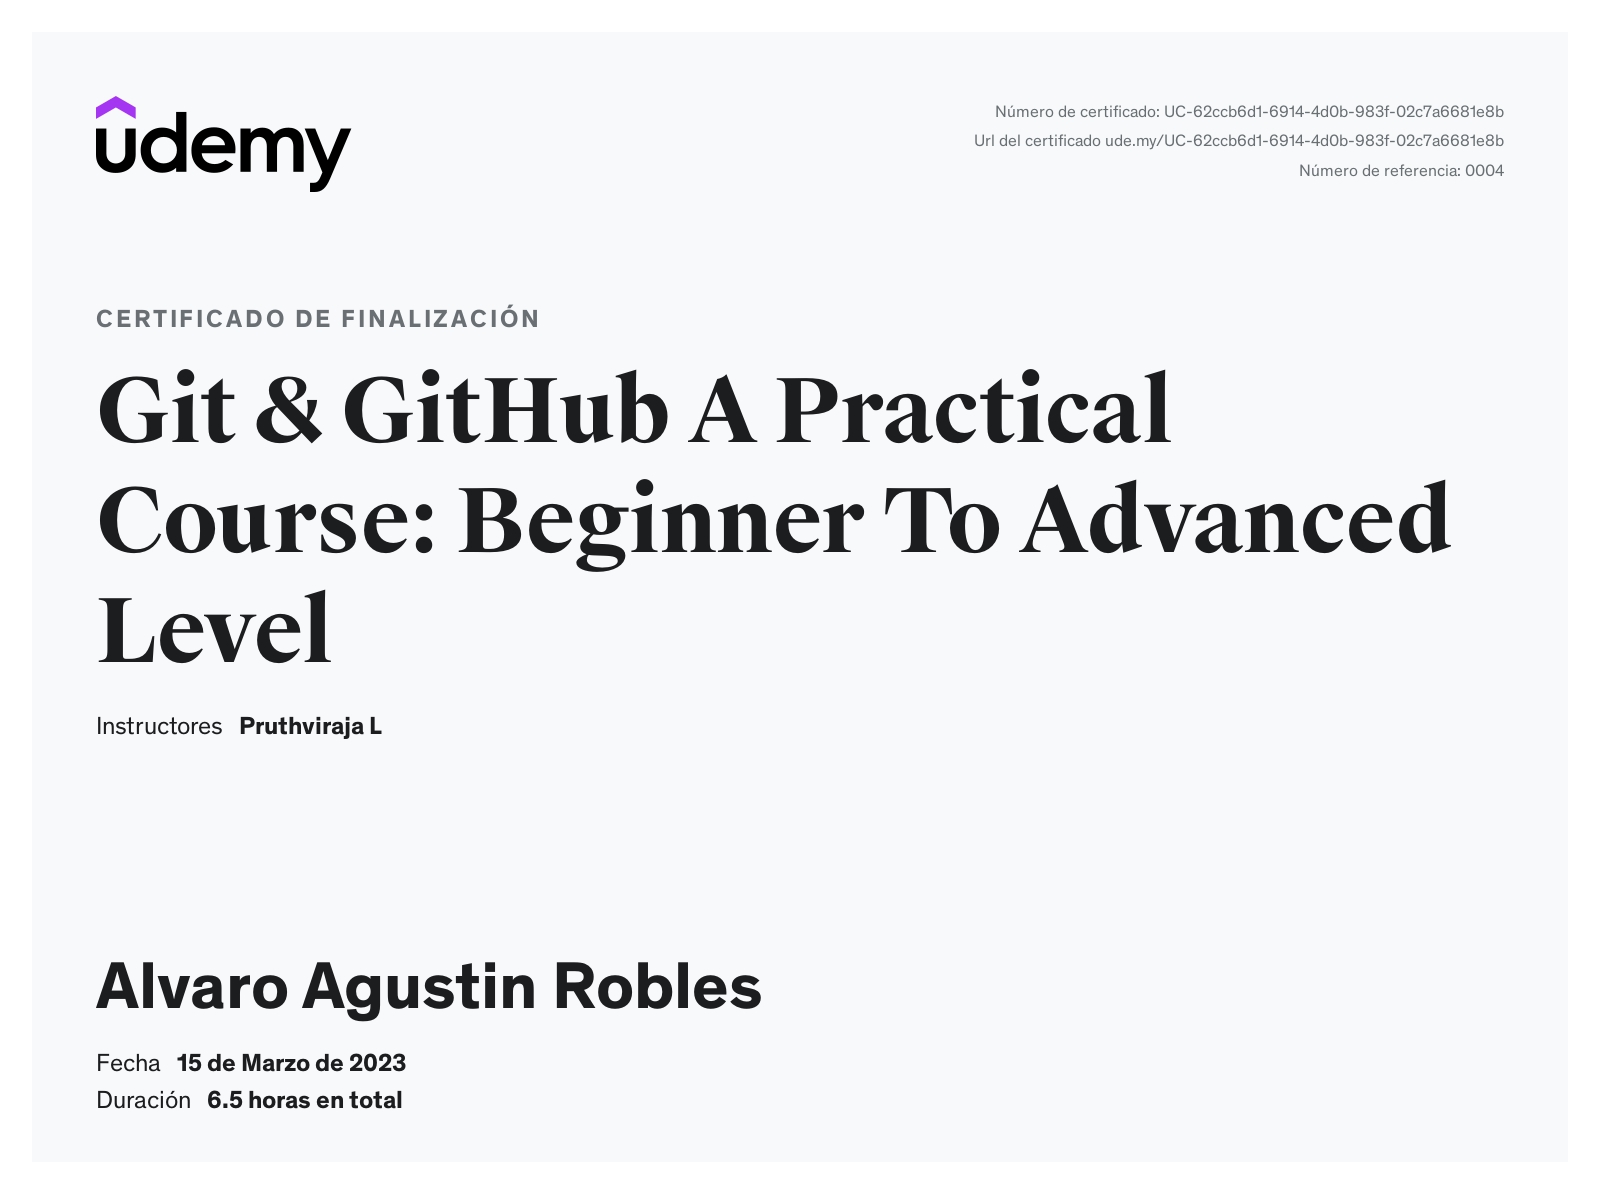 udemy
Número de certificado: UC-62ccb6d1-6914-4d0b-983f-02c7a6681e8b
Url del certificado ude.my/UC-62ccb6d1-6914-4d0b-983f-02c7a6681e8b
Número de referencia: 0004
CERTIFICADO DE FINALIZACIÓN
Git & GitHub A Practical
Course: Beginner To Advanced
Level
Instructores Pruthviraja L
Alvaro Agustin Robles
Fecha 15 de Marzo de 2023
Duración 6.5 horas en total